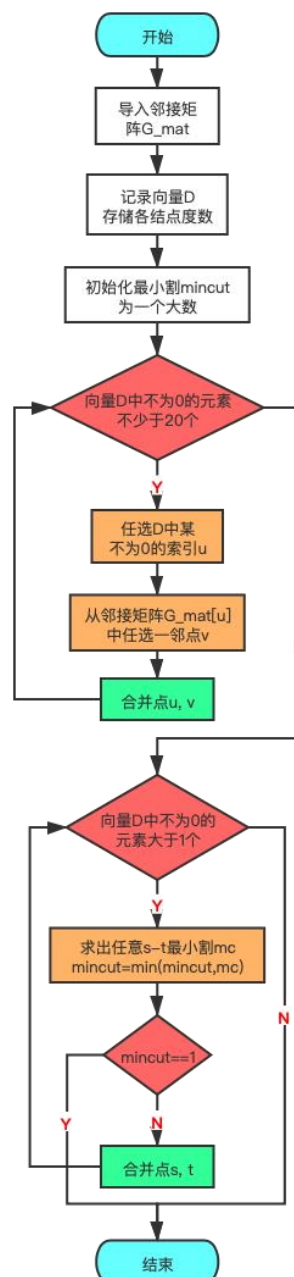 开始
导入邻接矩
阵G_mat
记录向量D
存储各结点度数
初始化最小割mincut
为一个大数
向量D中不为0的元素
不少于20个
Y
任选D中某
不为0的索引u
从邻接矩阵G_mat[u]
中任选一邻点v
合并点u, v
向量D中不为0的
元素大于1个
Y
求出任意s-t最小割mc
mincut=min(mincut,mc)
N
mincut==1
Y
N
合并点s, t
结束